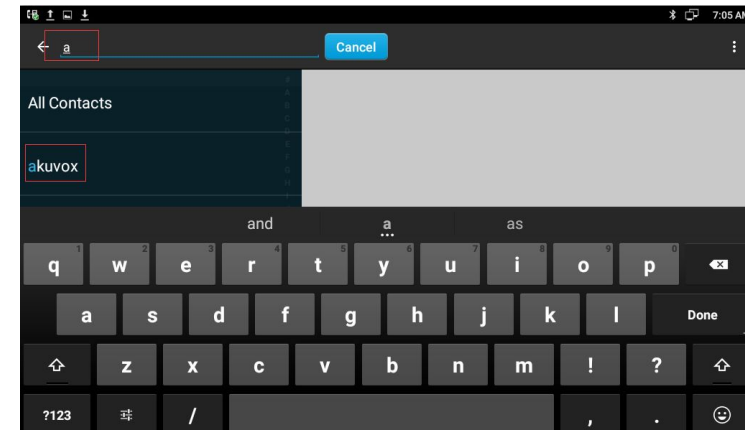 7:05 AM
a
Cancel
All Contacts
akuvox
and a as
1 2 3 4 5 6 7 8 9 0
q w e r t y u i o p
a s d f g h j k l Done
z x c v b n m ! ?
?123 / , .